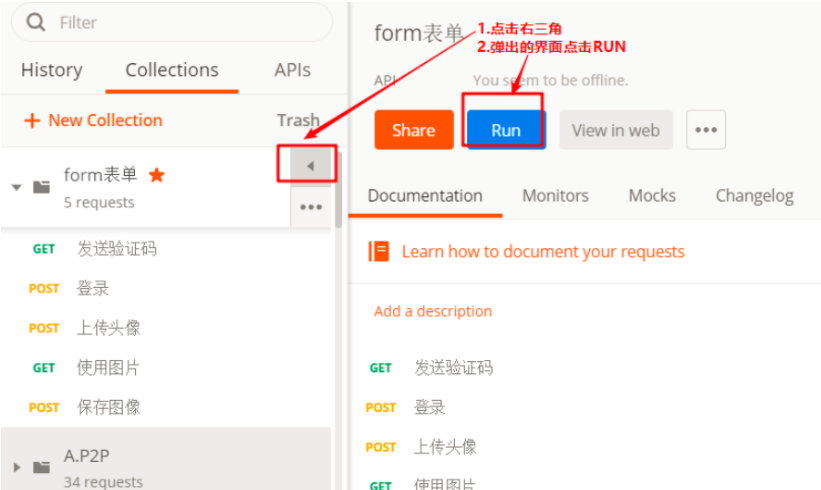 Filter
History Collections APIs
+ New Collection Trash
form表单
5 requests
GET 发送验证码
POST 登录
POST 上传头像
GET 使用图片
POST 保存图像
A.P2P
34 requests
form表单
1.点击右三角
2.弹出的界面点击RUN
API You seem to be offline.
Share Run View in web
Documentation Monitors Mocks Changelog
Learn how to document your requests
Add a description
GET 发送验证码
POST 登录
POST 上传头像
GET 使用图片